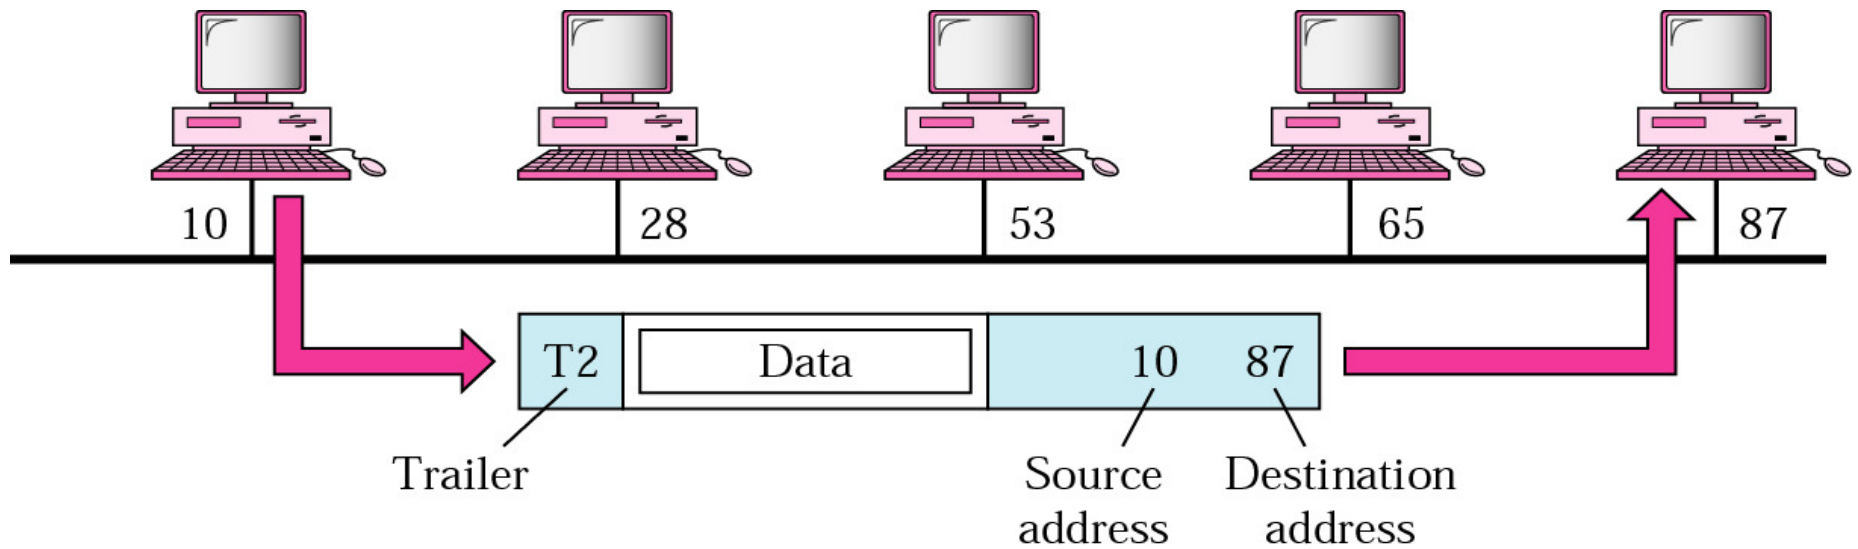 10
28
53
65
87
T2
Data
10
87
Trailer
Source
address
Destination
address